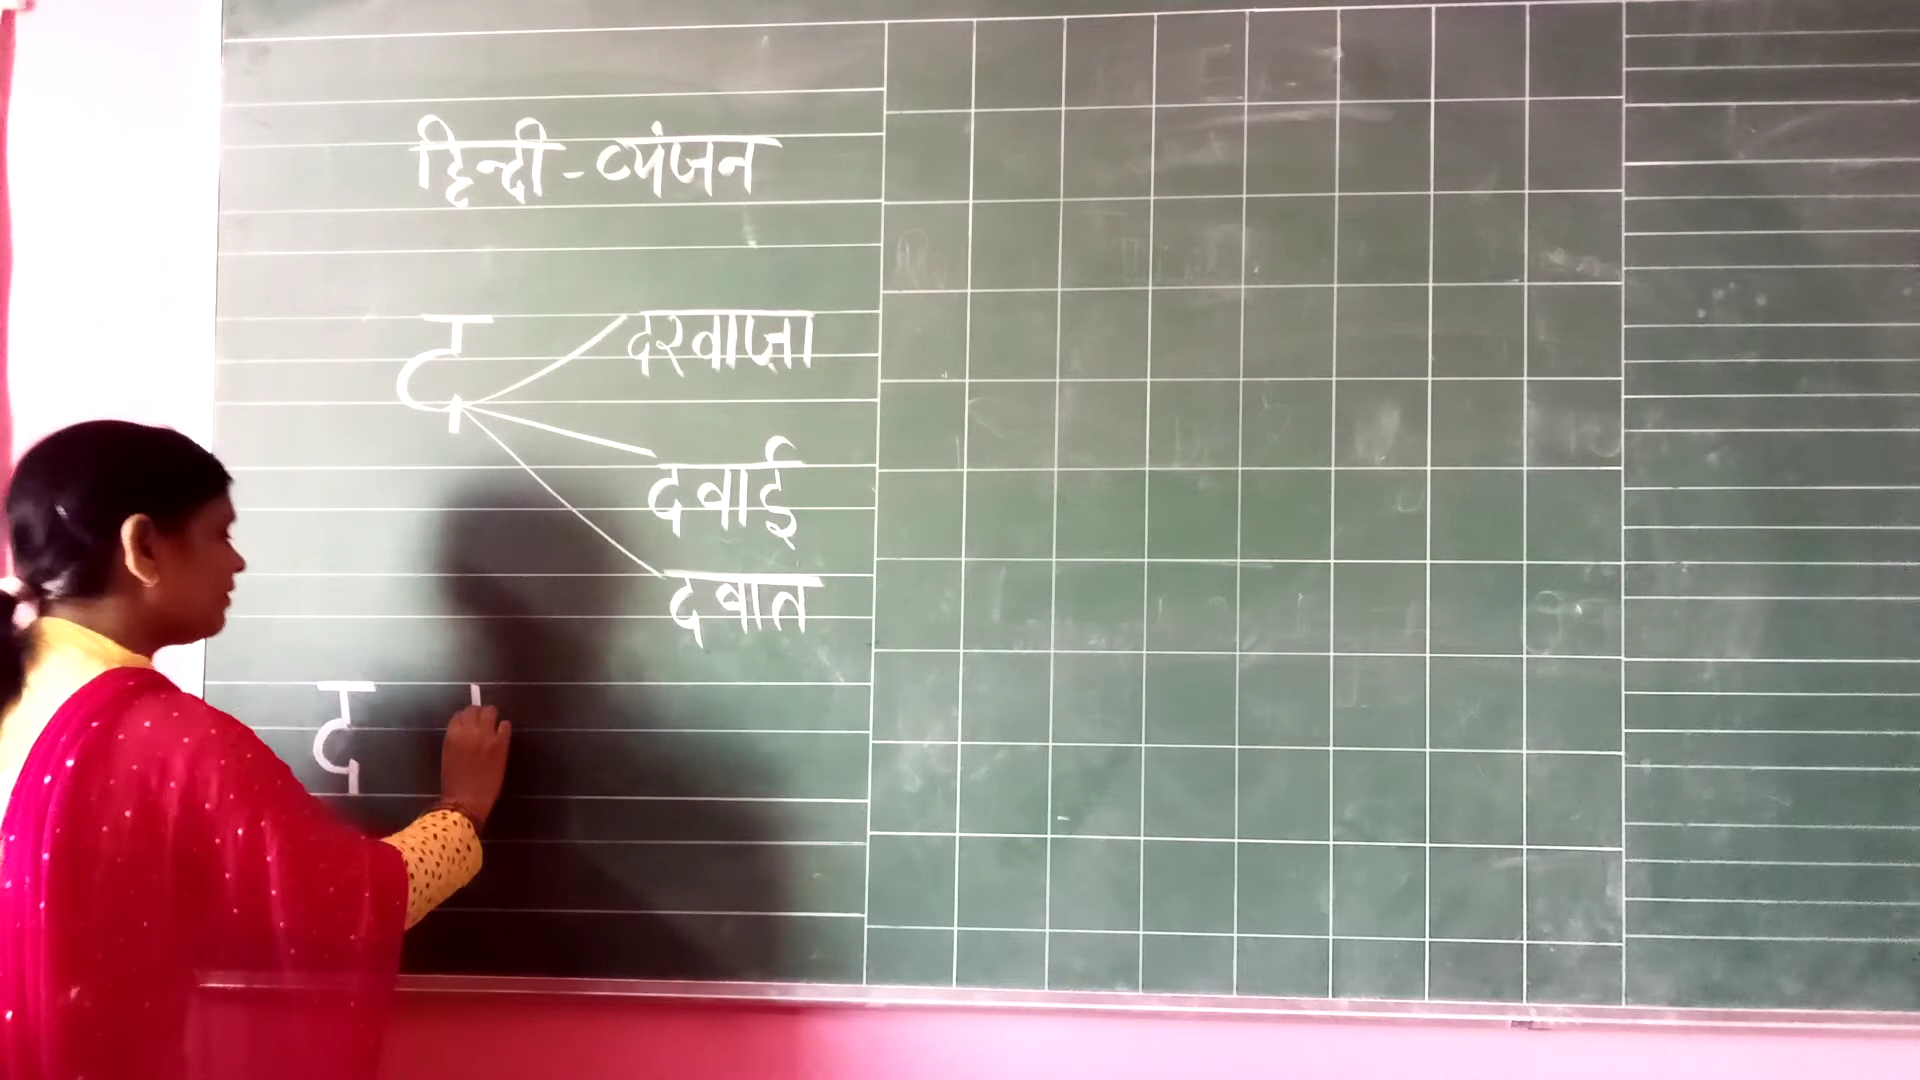 हिन्दी - व्यंजन
द
दरवाज़ा
दवाई
दवात
द